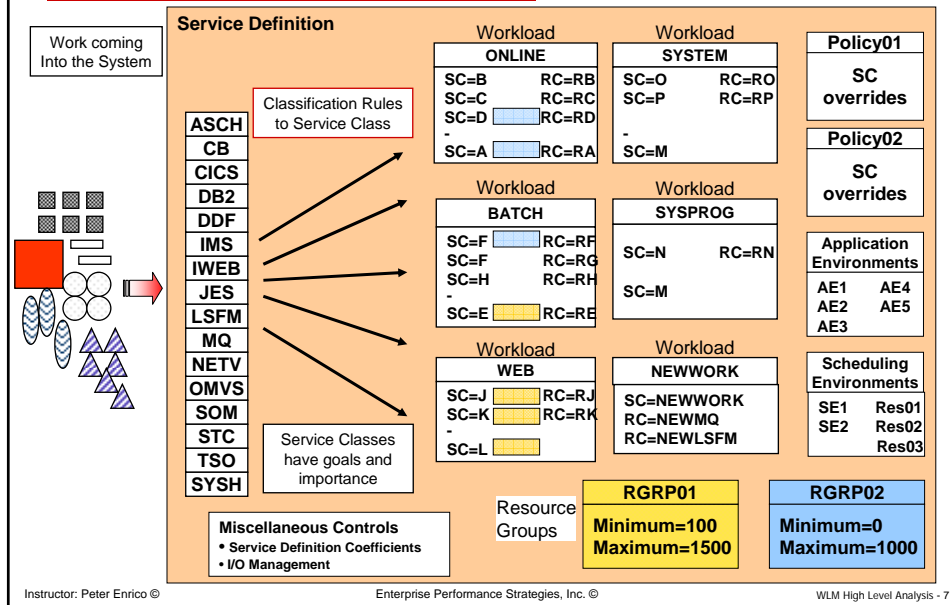 Service Definition
Work coming
Into the System
Classification Rules
to Service Class
ASCH
CB
CICS
DB2
DDF
IMS
IWEB
JES
LSFM
MQ
NETV
OMVS
SOM
STC
TSO
SYSH
Service Classes
have goals and
importance
Miscellaneous Controls
• Service Definition Coefficients
• I/O Management
Workload
ONLINE
SC=B RC=RB
SC=C RC=RC
SC=D RC=RD
-
SC=A RC=RA
Workload
SYSTEM
SC=O RC=RO
SC=P RC=RP
-
SC=M
Workload
BATCH
SC=F RC=RF
SC=F RC=RG
SC=H RC=RH
-
SC=E RC=RE
Workload
SYSPROG
SC=N RC=RN
SC=M
Workload
WEB
SC=J RC=RJ
SC=K RC=RK
-
SC=L
Workload
NEWWORK
SC=NEWWORK
RC=NEWMQ
RC=NEWLSFM
Policy01
SC
overrides
Policy02
SC
overrides
Application
Environments
AE1 AE4
AE2 AE5
AE3
Scheduling
Environments
SE1 Res01
SE2 Res02
Res03
Resource
Groups
RGRP01
Minimum=100
Maximum=1500
RGRP02
Minimum=0
Maximum=1000
Instructor: Peter Enrico © Enterprise Performance Strategies, Inc. © WLM High Level Analysis - 7